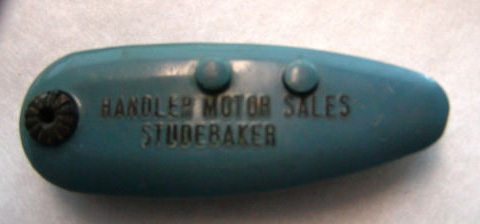 HANDLER MOTOR SALES
STUDEBAKER